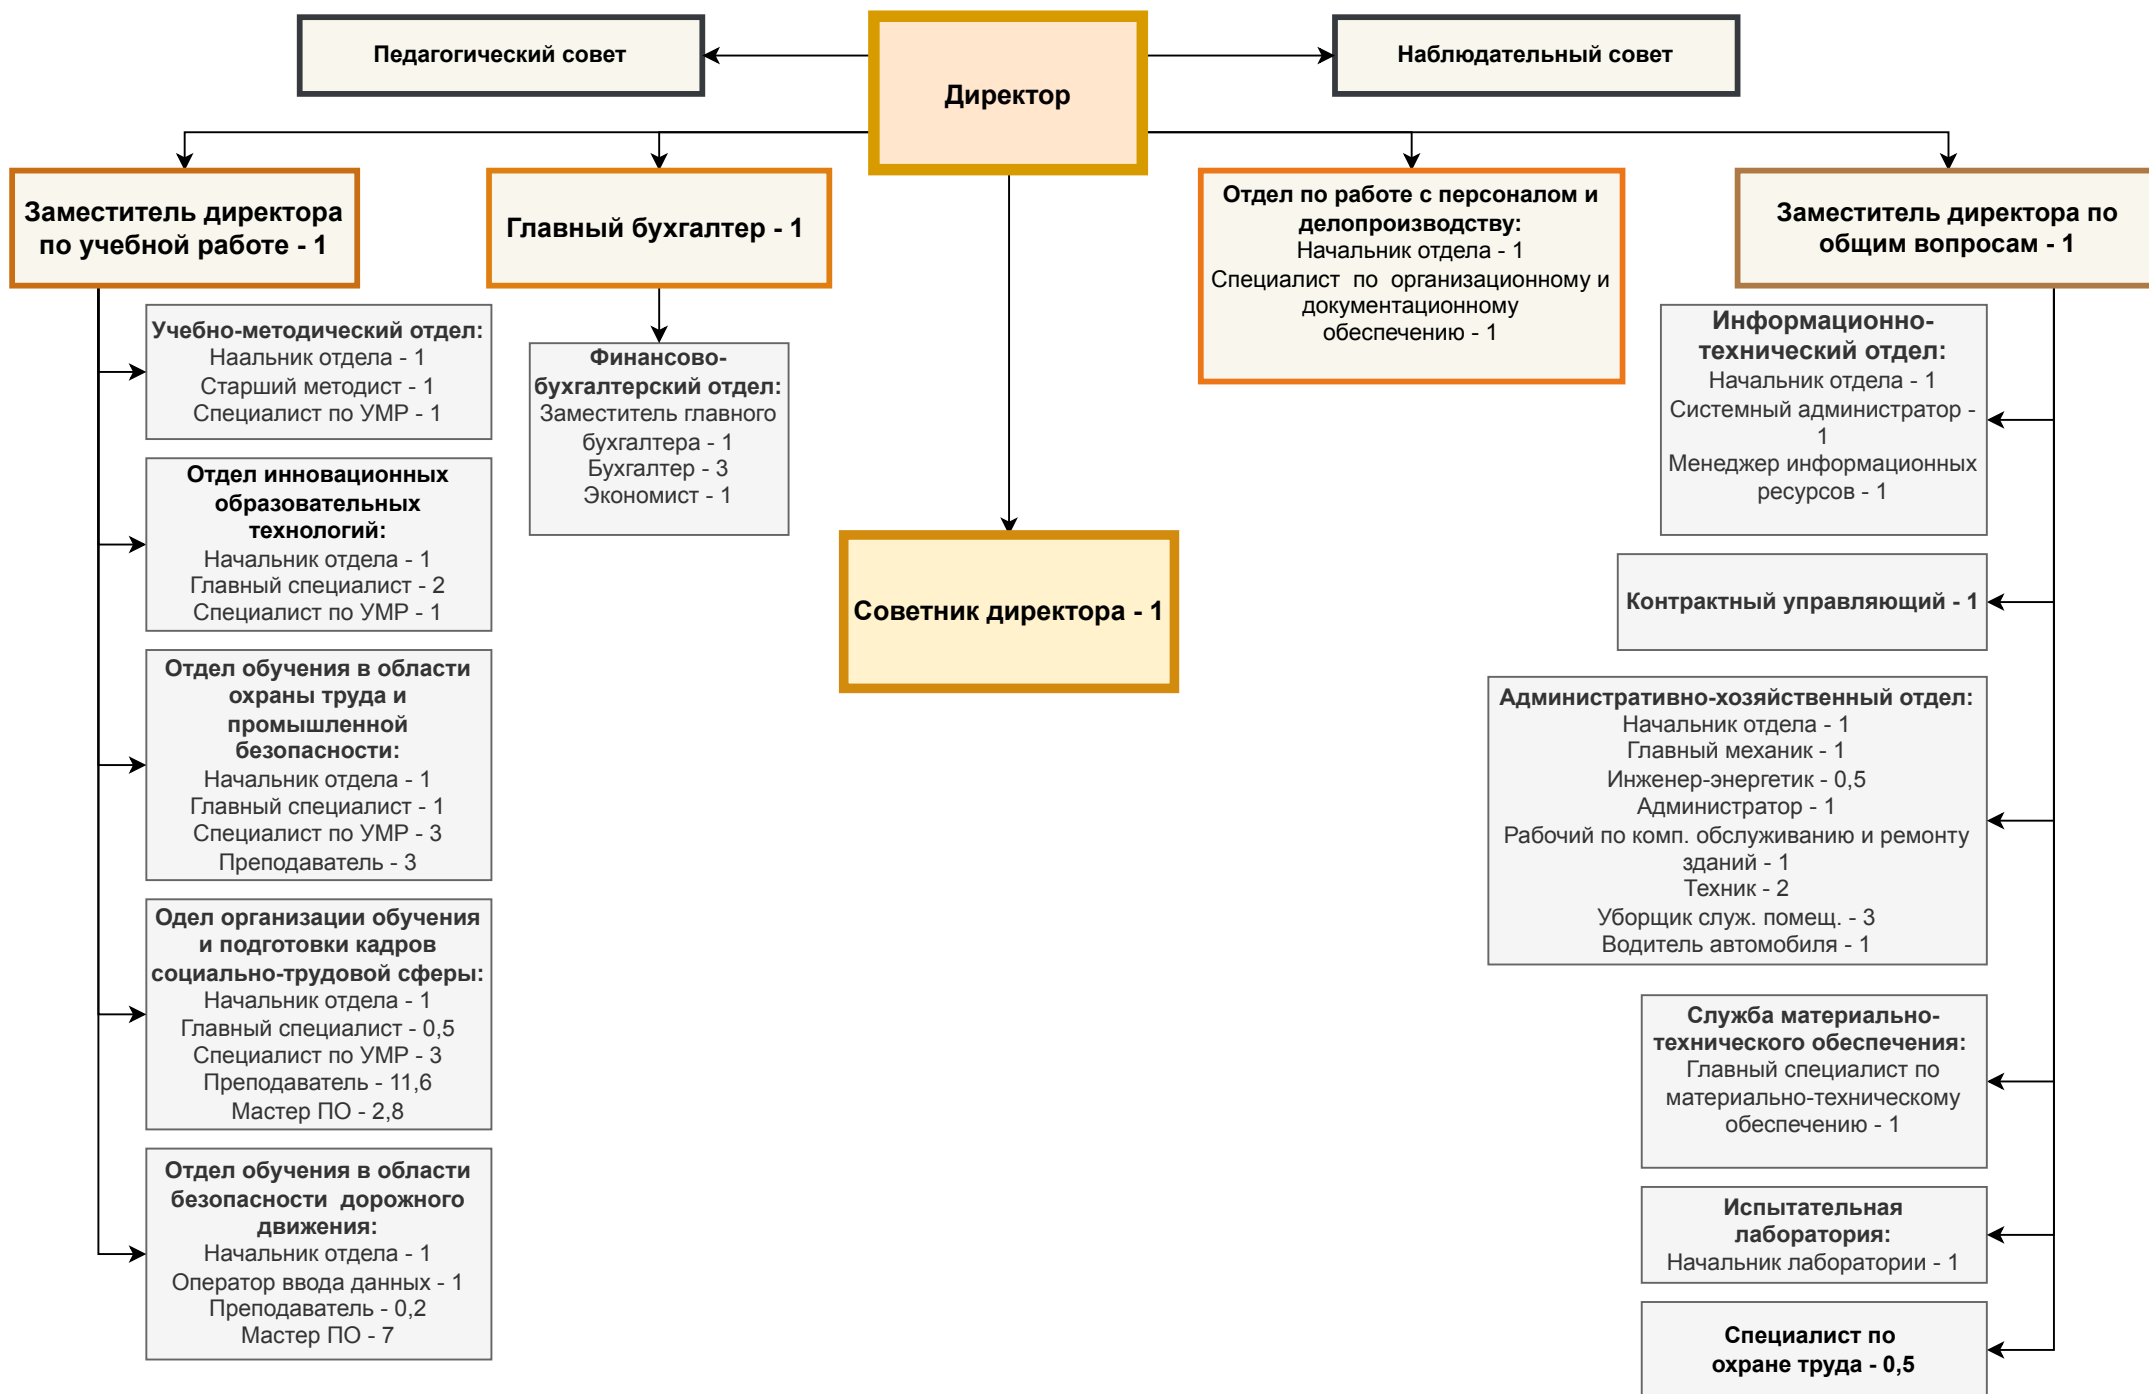 Педагогический совет
Директор
Наблюдательный совет
Заместитель директора
по учебной работе - 1
Главный бухгалтер - 1
Отдел по работе с персоналом и
делопроизводству:
Начальник отдела - 1
Специалист по организационному и
документационному
обеспечению - 1
Заместитель директора по
общим вопросам - 1
Учебно-методический отдел:
Наальник отдела - 1
Старший методист - 1
Специалист по УМР - 1
Отдел инновационных
образовательных
технологий:
Начальник отдела - 1
Главный специалист - 2
Специалист по УМР - 1
Отдел обучения в области
охраны труда и
промышленной
безопасности:
Начальник отдела - 1
Главный специалист - 1
Специалист по УМР - 3
Преподаватель - 3
Одел организации обучения
и подготовки кадров
социально-трудовой сферы:
Начальник отдела - 1
Главный специалист - 0,5
Специалист по УМР - 3
Преподаватель - 11,6
Мастер ПО - 2,8
Отдел обучения в области
безопасности дорожного
движения:
Начальник отдела - 1
Оператор ввода данных - 1
Преподаватель - 0,2
Мастер ПО - 7
Финансово-
бухгалтерский отдел:
Заместитель главного
бухгалтера - 1
Бухгалтер - 3
Экономист - 1
Советник директора - 1
Информационно-
технический отдел:
Начальник отдела - 1
Системный администратор -
1
Менеджер информационных
ресурсов - 1
Контрактный управляющий - 1
Административно-хозяйственный отдел:
Начальник отдела - 1
Главный механик - 1
Инженер-энергетик - 0,5
Администратор - 1
Рабочий по комп. обслуживанию и ремонту
зданий - 1
Техник - 2
Уборщик служ. помещ. - 3
Водитель автомобиля - 1
Служба материально-
технического обеспечения:
Главный специалист по
материально-техническому
обеспечению - 1
Испытательная
лаборатория:
Начальник лаборатории - 1
Специалист по
охране труда - 0,5